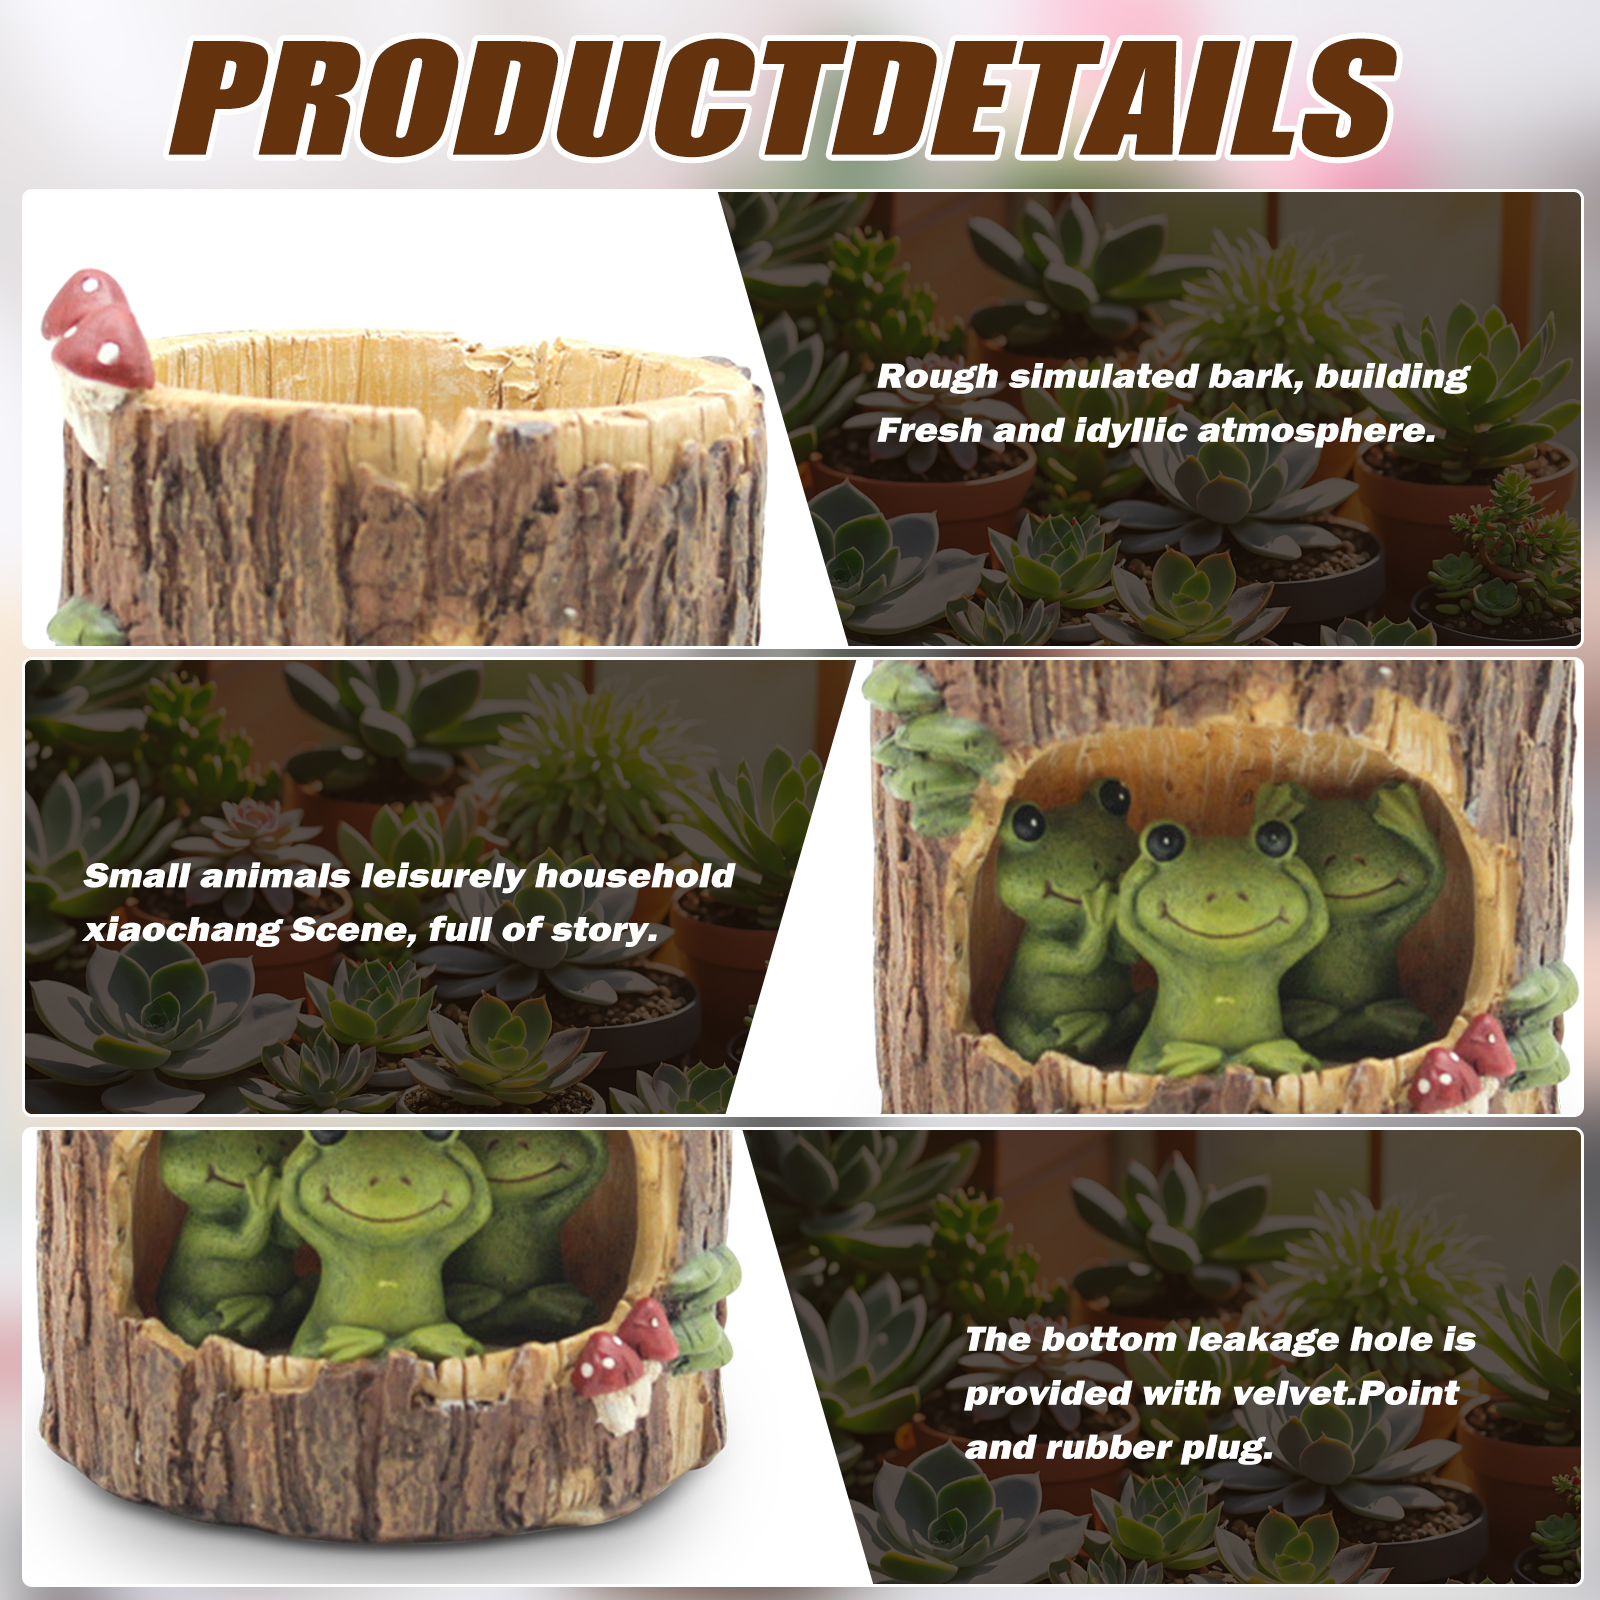 PRODUCTDETAILS
Rough simulated bark, building
Fresh and idyllic atmosphere.
Small animals leisurely household
xiaochang Scene, full of story.
The bottom leakage hole is
provided with velvet.Point
and rubber plug.